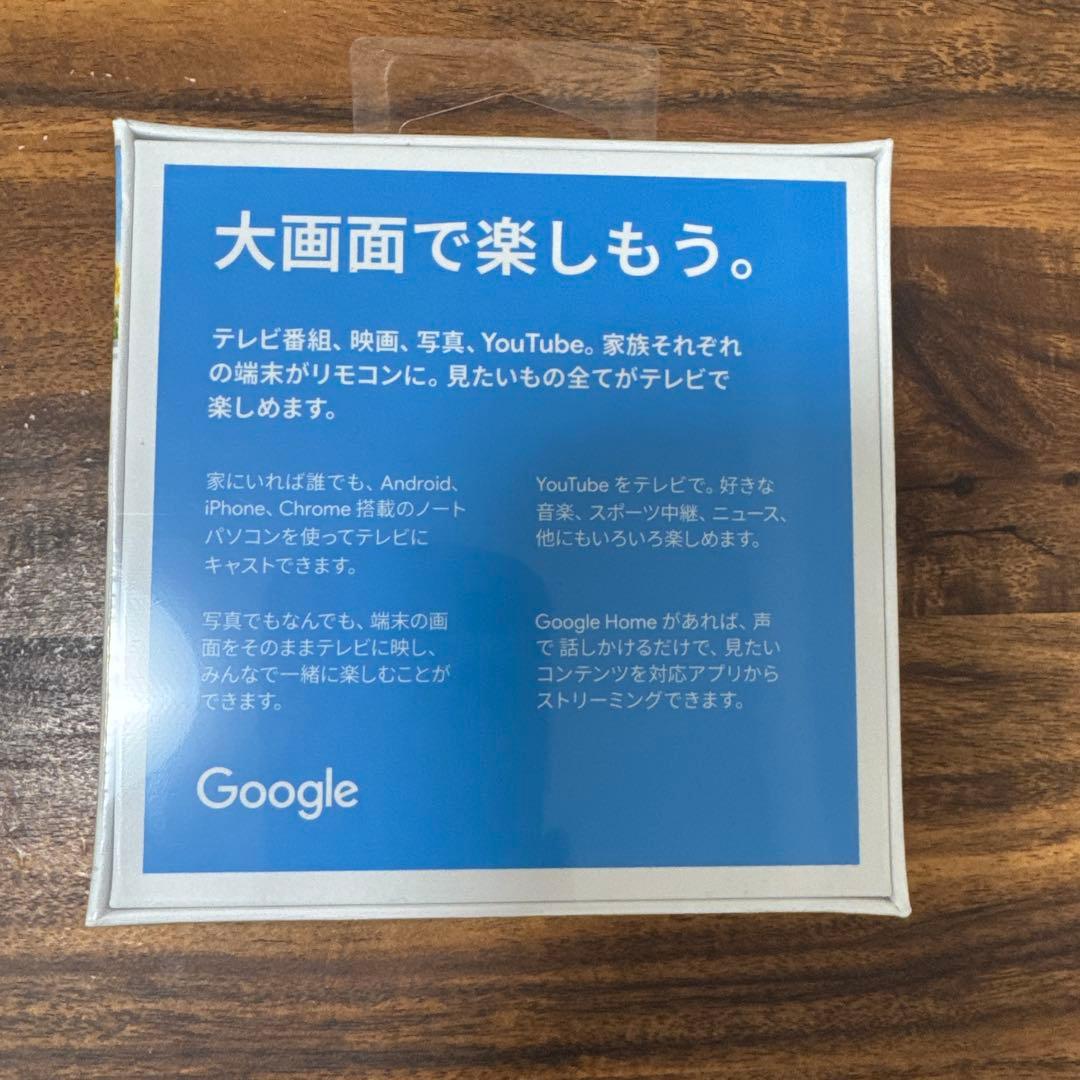 大画面で楽しもう。
テレビ番組、映画、写真、YouTube。家族それぞれ
の端末がリモコンに。見たいもの全てがテレビで
楽しめます。
家にいれば誰でも、Android、
iPhone、Chrome 搭載のノート
パソコンを使ってテレビに
キャストできます。
YouTube をテレビで。好きな
音楽、スポーツ中継、ニュース、
他にもいろいろ楽しめます。
写真でもなんでも、端末の画
面をそのままテレビに映し、
みんなで一緒に楽しむことが
できます。
Google Home があれば、声
で 話しかけるだけで、見たい
コンテンツを対応アプリから
ストリーミングできます。
Google